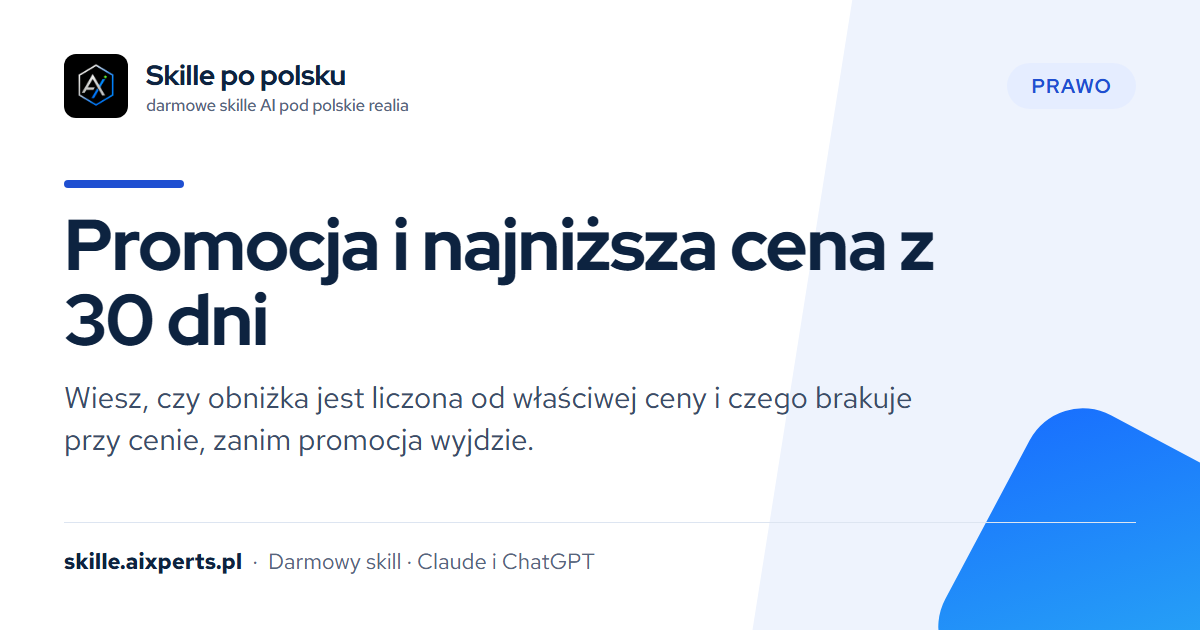 Skille po polsku
darmowe skille AI pod polskie realia
PRAWO
Promocja i najniższa cena z
30 dni
Wiesz, czy obniżka jest liczona od właściwej ceny i czego brakuje
przy cenie, zanim promocja wyjdzie.
skille.aixperts.pl · Darmowy skill · Claude i ChatGPT